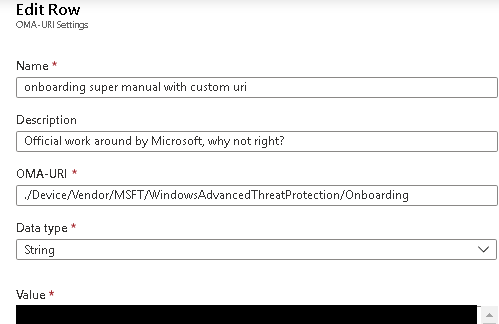 Edit Row
OMA-URI Settings
Name *
onboarding super manual with custom uri
Description
Official work around by Microsoft, why not right?
OMA-URI *
./Device/Vendor/MSFT/WindowsAdvancedThreatProtection/Onboarding
Data type *
String
Value *